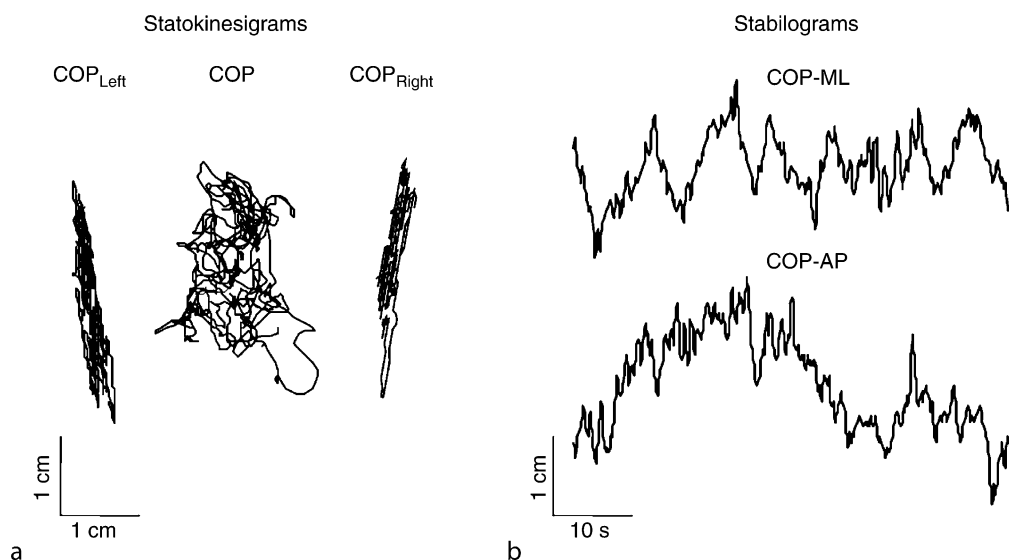 Statokinesigrams
COPLeft COP COPRight
1 cm
1 cm
a
Stabilograms
COP-ML
COP-AP
1 cm
10 s
b